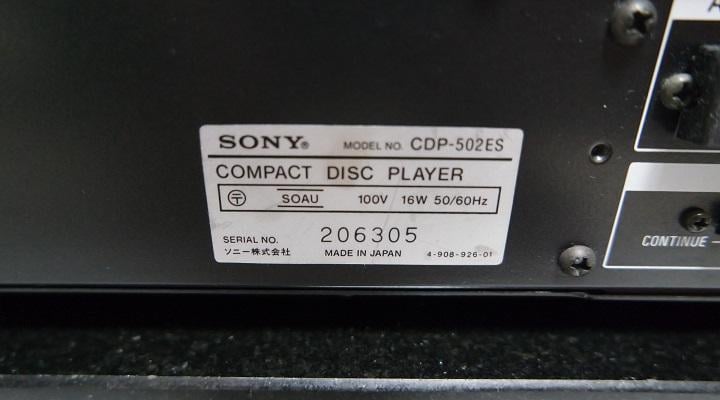 SONY® MODEL NO. CDP-502ES
COMPACT DISC PLAYER
〒 SOAU 100V 16W 50/60Hz
SERIAL NO. 206305
ソニー株式会社 MADE IN JAPAN 4-908-926-01
CONTINUE